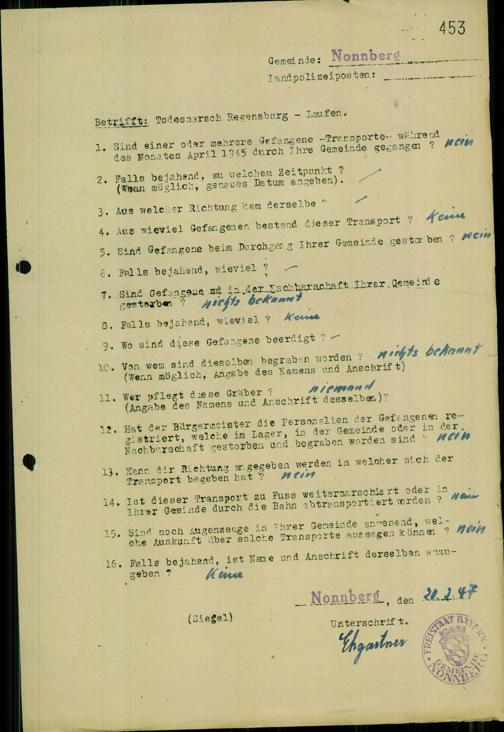 453
Gemeinde: Nonnberg
Landpolizeiposten:
Betrifft: Todesmarsch Regensburg - Laufen.
1. Sind einer oder mehrere Gefangene -Transporte- während
des Monates April 1945 durch Ihre Gemeinde gegangen ? nein
2. Falls bejahend, zu welchem Zeitpunkt ?
(Wenn möglich, genaues Datum angeben). —
3. Aus welcher Richtung kam derselbe ? —
4. Aus wieviel Gefangenen bestand dieser Transport ? Keine
5. Sind Gefangene beim Durchgang Ihrer Gemeinde gestorben ? nein
6. Falls bejahend, wieviel ? —
7. Sind Gefangene in der Nachbarschaft Ihrer Gemeinde
gestorben ? nichts bekannt
8. Falls bejahend, wieviel ? Keine
9. Wo sind diese Gefangene beerdigt ? —
10. Von wem sind dieselben begraben worden ? nichts bekannt
(Wenn möglich, Angabe des Namens und Anschrift)
11. Wer pflegt diese Gräber ? niemand
(Angabe des Namens und Anschrift desselben)?
12. Hat der Bürgermeister die Personalien der Gefangenen re-
gistriert, welche im Lager, in der Gemeinde oder in der
Nachbarschaft gestorben und begraben worden sind ? nein
13. Kann dir Richtung angegeben werden in welcher sich der
Transport begeben hat ? nein
14. Ist dieser Transport zu Fuss weitermarschiert oder in
Ihrer Gemeinde durch die Bahn abtransportiert worden ? nein
15. Sind noch Augenzeuge in Ihrer Gemeinde anwesend, wel-
che Auskunft über solche Transporte aussagen können ? nein
16. Falls bejahend, ist Name und Anschrift derselben anzu-
geben ? Keine
Nonnberg, den 20.2.47
(Siegel)
Unterschrift.
Ehgartner
FREISTAAT BAYERN
GEMEINDE
NONNBERG